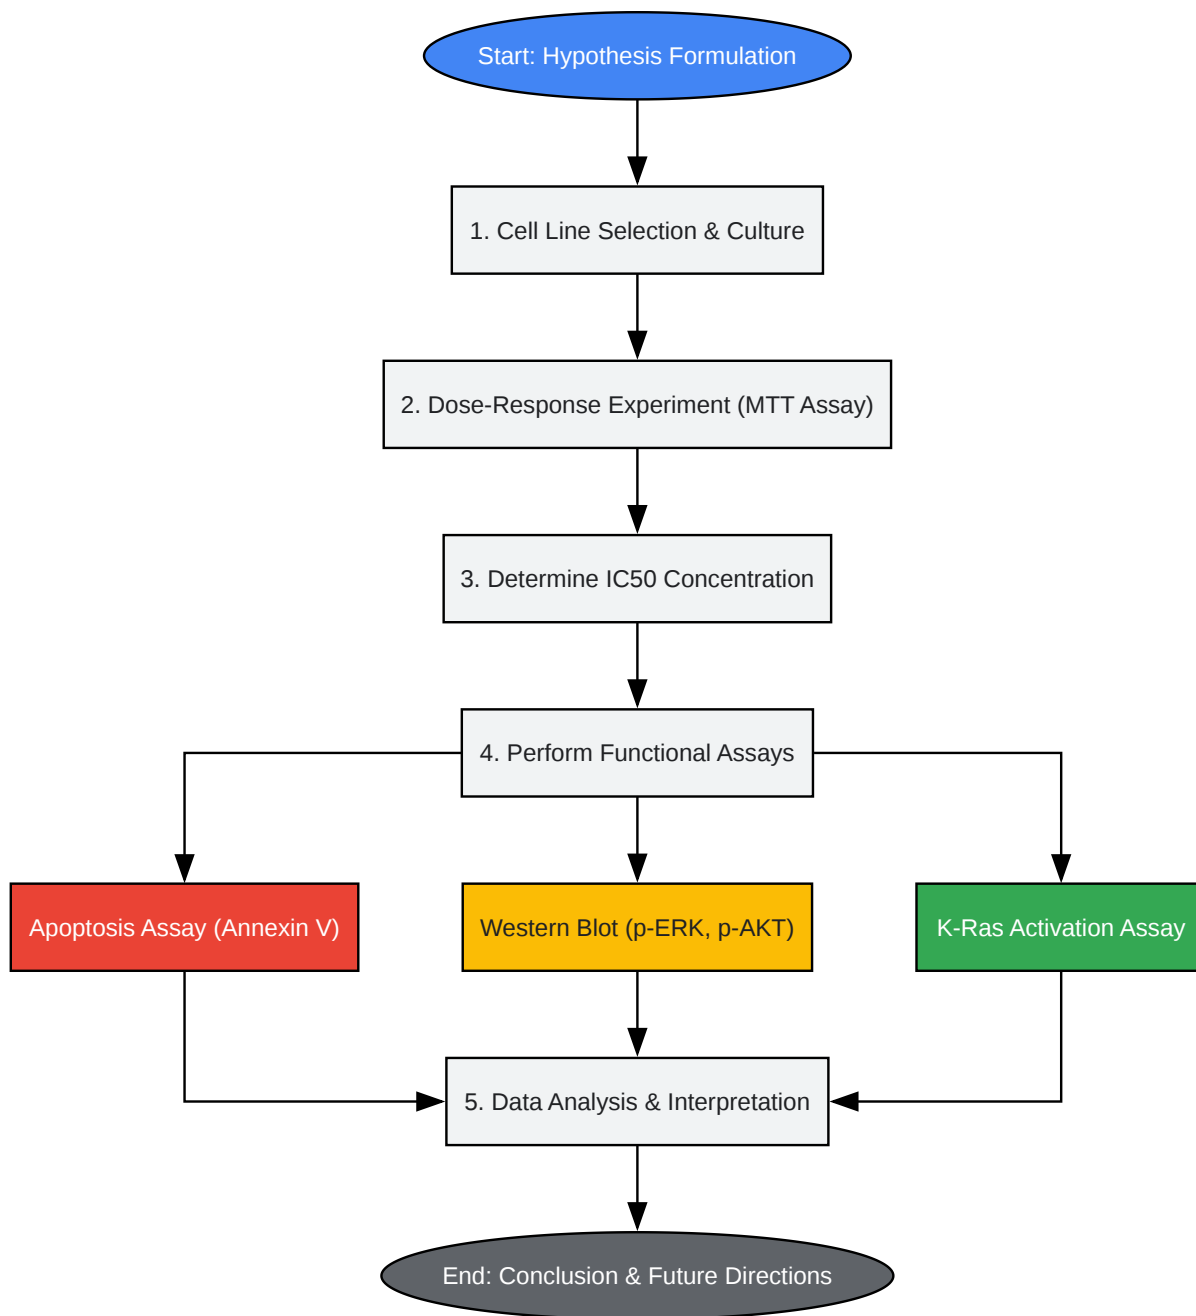 Start: Hypothesis Formulation
1. Cell Line Selection & Culture
2. Dose-Response Experiment (MTT Assay)
3. Determine IC50 Concentration
4. Perform Functional Assays
Apoptosis Assay (Annexin V)
Western Blot (p-ERK, p-AKT)
K-Ras Activation Assay
5. Data Analysis & Interpretation
End: Conclusion & Future Directions